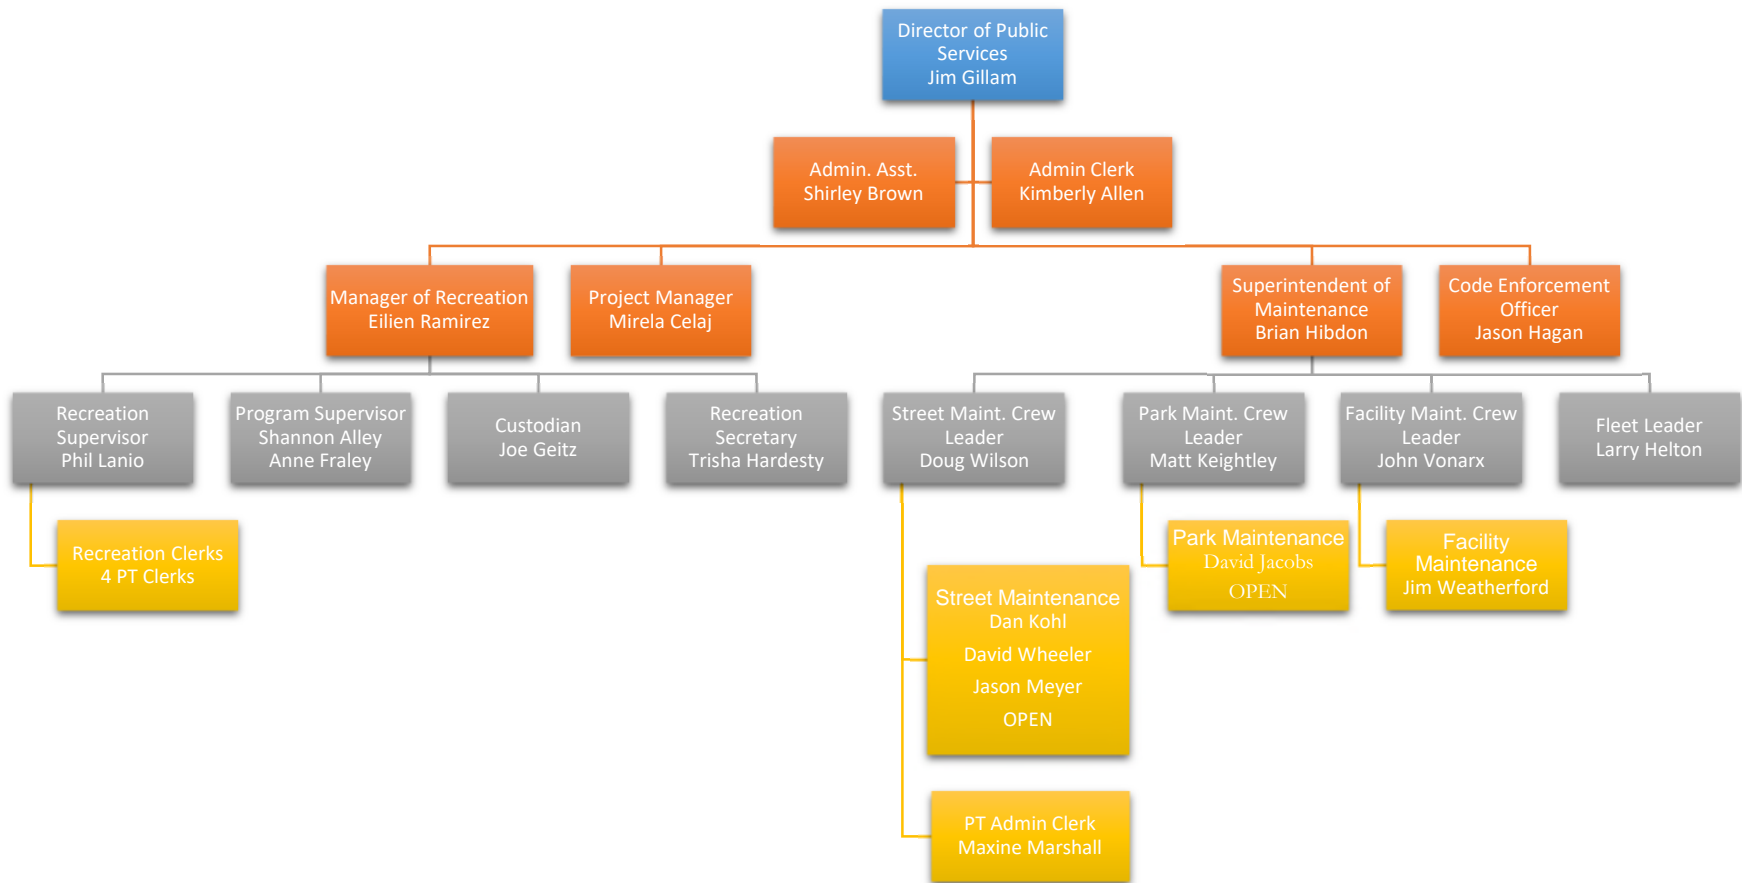 Director of Public
Services
Jim Gillam
Admin. Asst.
Shirley Brown
Admin Clerk
Kimberly Allen
Manager of Recreation
Eilien Ramirez
Project Manager
Mirela Celaj
Superintendent of
Maintenance
Brian Hibdon
Code Enforcement
Officer
Jason Hagan
Recreation
Supervisor
Phil Lanio
Program Supervisor
Shannon Alley
Anne Fraley
Custodian
Joe Geitz
Recreation
Secretary
Trisha Hardesty
Street Maint. Crew
Leader
Doug Wilson
Park Maint. Crew
Leader
Matt Keightley
Facility Maint. Crew
Leader
John Vonarx
Fleet Leader
Larry Helton
Recreation Clerks
4 PT Clerks
Street Maintenance
Dan Kohl
David Wheeler
Jason Meyer
OPEN
Park Maintenance
David Jacobs
OPEN
Facility
Maintenance
Jim Weatherford
PT Admin Clerk
Maxine Marshall